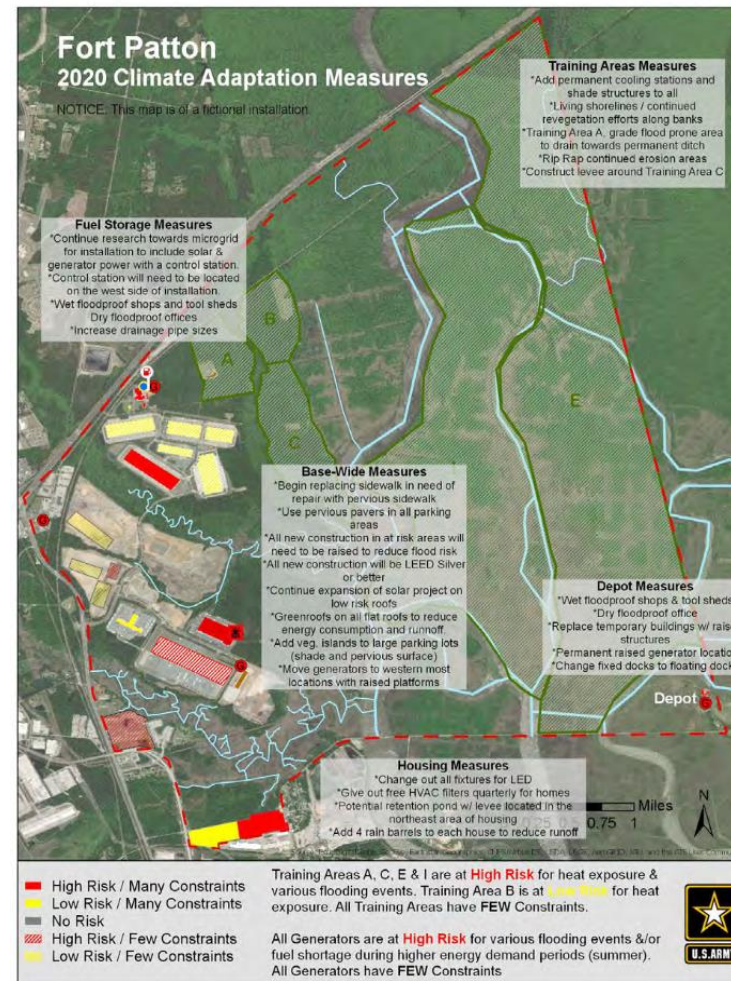 Fort Patton
2020 Climate Adaptation Measures
NOTICE: This map is of a fictional installation.
Training Areas Measures
*Add permanent cooling stations and
shade structures to all
*Living shorelines / continued
revegetation efforts along banks
*Training Area A, grade flood prone area
to drain towards permanent ditch
*Rip Rap continued erosion areas
*Construct levee around Training Area C
Fuel Storage Measures
*Continue research towards microgrid
for installation to include solar &
generator power with a control station.
*Control station will need to be located
on the west side of installation.
*Wet floodproof shops and tool sheds
Dry floodproof offices
*Increase drainage pipe sizes
B
A
C
E
Base-Wide Measures
*Begin replacing sidewalk in need of
repair with pervious sidewalk
*Use pervious pavers in all parking
areas
*All new construction in at risk areas will
need to be raised to reduce flood risk
*All new construction will be LEED Silver
or better
*Continue expansion of solar project on
low risk roofs
*Greenroofs on all flat roofs to reduce
energy consumption and runnoff.
*Add veg. islands to large parking lots
(shade and pervious surface)
*Move generators to western most
locations with raised platforms
Depot Measures
*Wet floodproof shops & tool sheds
*Dry floodproof office
*Replace temporary buildings w/ raise
structures
*Permanent raised generator locatio
*Change fixed docks to floating dock
Depot
Housing Measures
*Change out all fixtures for LED
*Give out free HVAC filters quarterly for homes
*Potential retention pond w/ levee located in the
northeast area of housing
*Add 4 rain barrels to each house to reduce runoff
Miles
0.25 0.5 0.75 1
N
High Risk / Many Constraints
Low Risk / Many Constraints
No Risk
High Risk / Few Constraints
Low Risk / Few Constraints
Training Areas A, C, E & I are at High Risk for heat exposure &
various flooding events. Training Area B is at Low Risk for heat
exposure. All Training Areas have FEW Constraints.
All Generators are at High Risk for various flooding events &/or
fuel shortage during higher energy demand periods (summer).
All Generators have FEW Constraints
U.S.ARMY